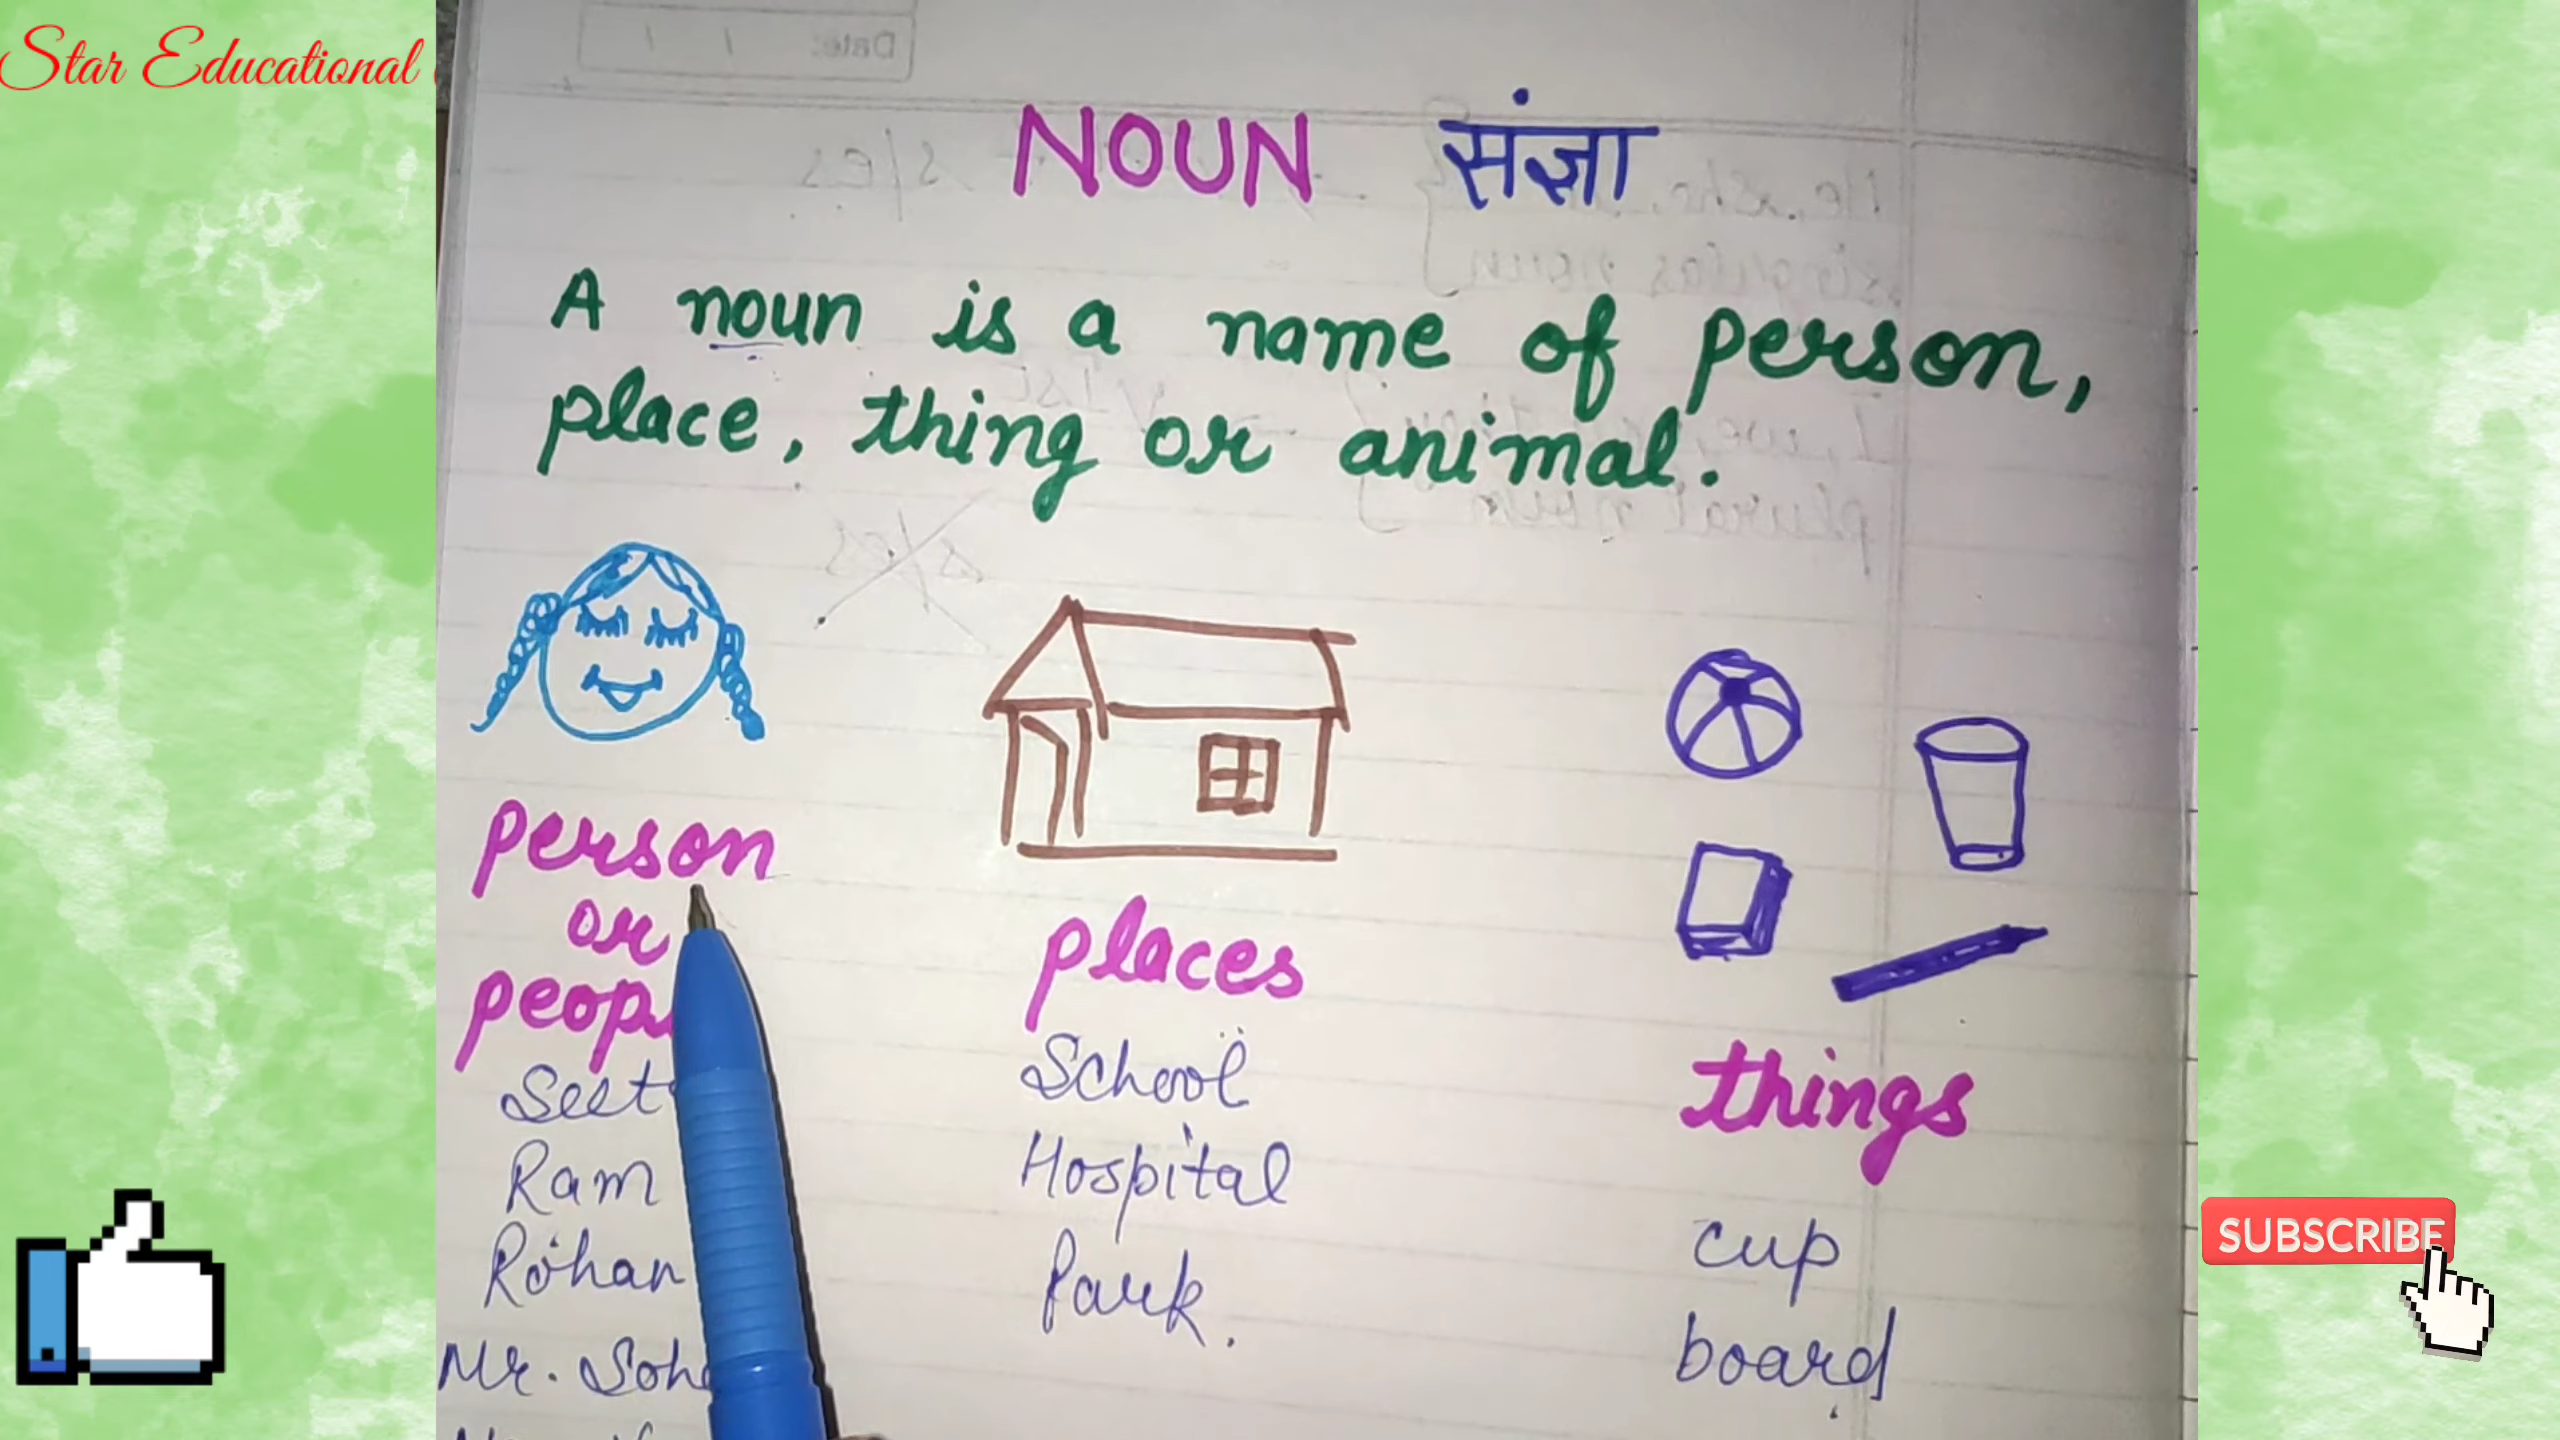 Star Educational
NOUN संज्ञा
A noun is a name of person,
place, thing or animal.
person
or
places
School
Hospital
Park.
things
cup
board
Ram
Rohan
Mr.
SUBSCRIBE